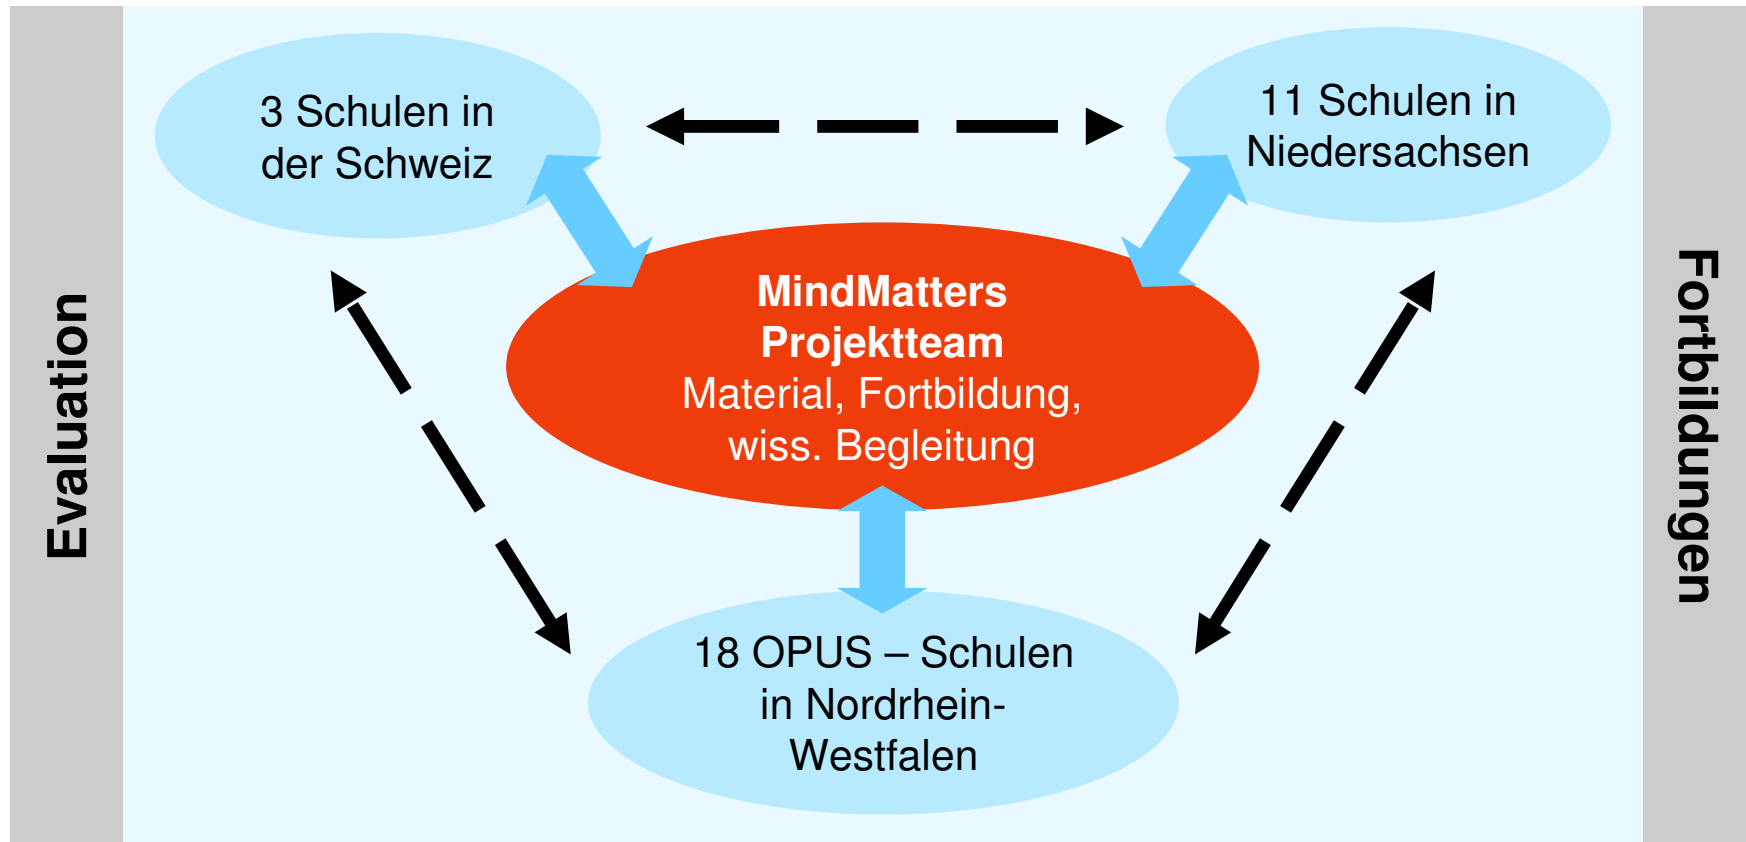 Evaluation
3 Schulen in
der Schweiz
11 Schulen in
Niedersachsen
MindMatters
Projektteam
Material, Fortbildung,
wiss. Begleitung
18 OPUS – Schulen
in Nordrhein-
Westfalen
Fortbildungen